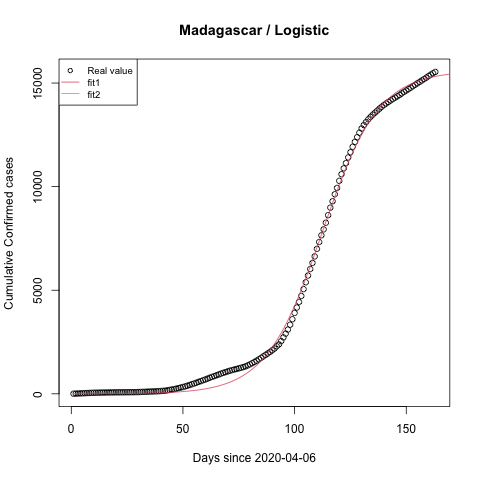 Madagascar / Logistic
Real value
fit1
fit2
Cumulative Confirmed cases
15000
10000
5000
0
0
50
100
150
Days since 2020-04-06